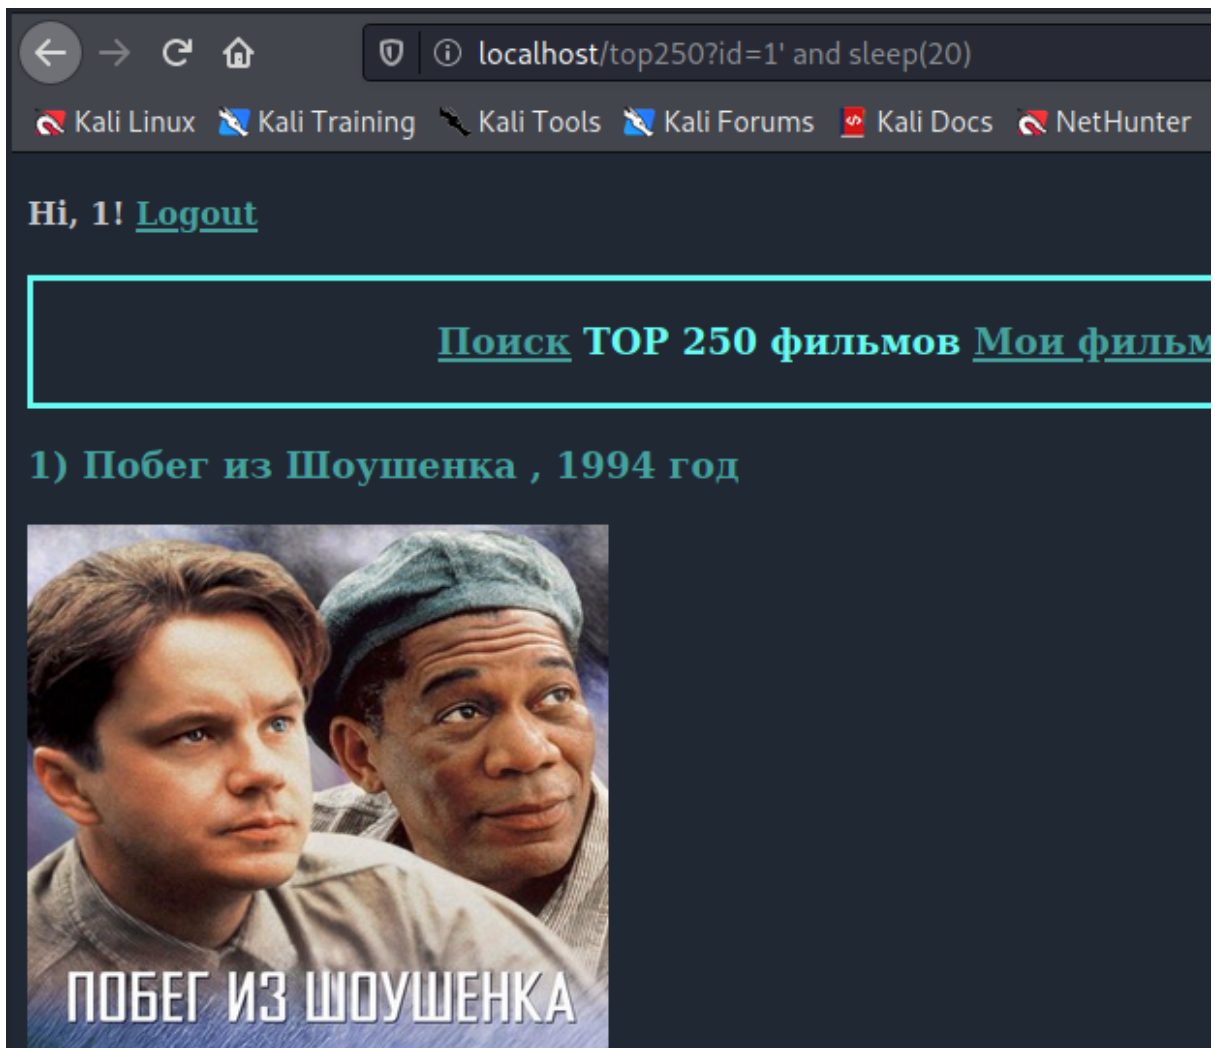 localhost/top250?id=1' and sleep(20)
Kali Linux Kali Training Kali Tools Kali Forums Kali Docs NetHunter
Hi, 1! Logout
Поиск TOP 250 фильмов Мои фильм
1) Побег из Шоушенка , 1994 год
ПОБЕГ ИЗ ШОУШЕНКА